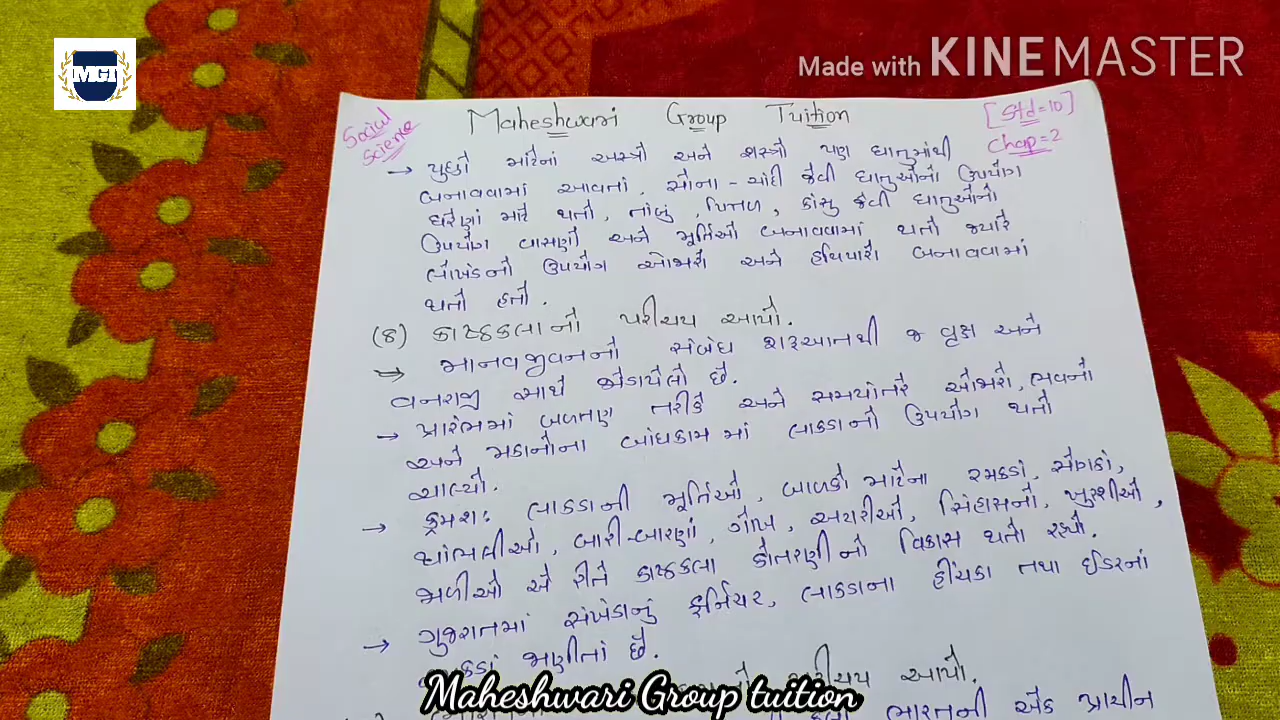 MGT
Made with KINEMASTER
Social Science
Maheshwari Group Tuition
[Std=10]
Chap=2
→ યુદ્ધો માટેનાં અસ્ત્રો અને શસ્ત્રો પણ ધાતુમાંથી
બનાવવામાં આવતાં. સોના - ચાંદી જેવી ધાતુઓનો ઉપયોગ
ઘરેણાં માટે થતો, તાંબું, પિત્તળ, કાંસુ જેવી ધાતુઓનો
ઉપયોગ વાસણો અને મૂર્તિઓ બનાવવામાં થતો જ્યારે
લોખંડનો ઉપયોગ ઓજારો અને હથિયારો બનાવવામાં
થતો હતો.
(8) કાષ્ઠકલાનો પરીચય આપો.
→ માનવજીવનનો સંબંધ શરૂઆતથી જ વૃક્ષ અને
વનરાજી સાથે જોડાયેલો છે.
→ પ્રારંભમાં બળતણ તરીકે અને સમયાંતરે ઓજારો, ભવનો
અને મકાનોના બાંધકામમાં લાકડાનો ઉપયોગ થતો
ચાલ્યો.
→ ક્રમશઃ લાકડાની મૂર્તિઓ, બાળકો માટેના રમકડાં, સોગઠાં,
થાંભલીઓ, બારી-બારણાં, ગોખ, અટારીઓ, સિંહાસનો, ખુરશીઓ,
જાળીઓ એ રીતે કાષ્ઠકલા કોતરણીનો વિકાસ થતો રહ્યો.
→ ગુજરાતમાં સંખેડાનું ફર્નિચર, લાકડાના હીંચકા તથા ઈડરનાં
જાણીતાં છે.
પરીચય આપો.
ભારતની એક પ્રાચીન
Maheshwari Group tuition